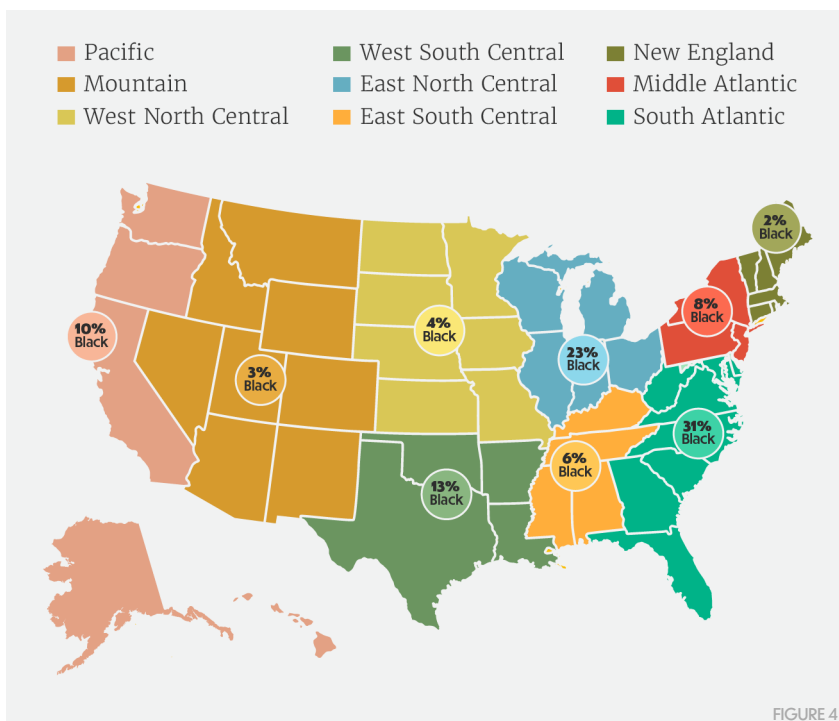 Pacific
Mountain
West North Central
West South Central
East North Central
East South Central
New England
Middle Atlantic
South Atlantic
2%
Black
8%
Black
10%
Black
4%
Black
23%
Black
3%
Black
31%
Black
6%
Black
13%
Black
FIGURE 4